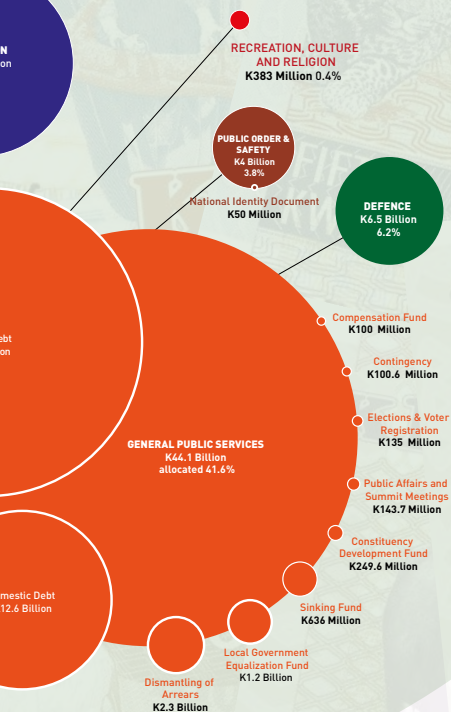 N
on
RECREATION, CULTURE
AND RELIGION
K383 Million 0.4%
PUBLIC ORDER &
SAFETY
K4 Billion
3.8%
National Identity Document
K50 Million
DEFENCE
K6.5 Billion
6.2%
ebt
on
Compensation Fund
K100 Million
Contingency
K100.6 Million
Elections & Voter
Registration
K135 Million
GENERAL PUBLIC SERVICES
K44.1 Billion
allocated 41.6%
Public Affairs and
Summit Meetings
K143.7 Million
Constituency
Development Fund
K249.6 Million
mestic Debt
12.6 Billion
Sinking Fund
K636 Million
Local Government
Equalization Fund
K1.2 Billion
Dismantling of
Arrears
K2.3 Billion